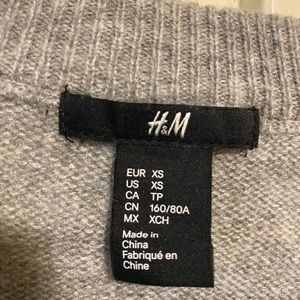 H&M
EUR XS
US XS
CA TP
CN 160/80A
MX XCH
Made in
China
Fabriqué en
Chine